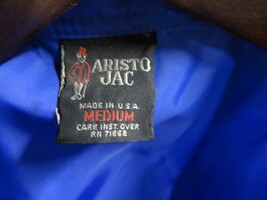 ARISTO
JAC
MADE IN U.S.A.
MEDIUM
CARE INST. OVER
RN 71668